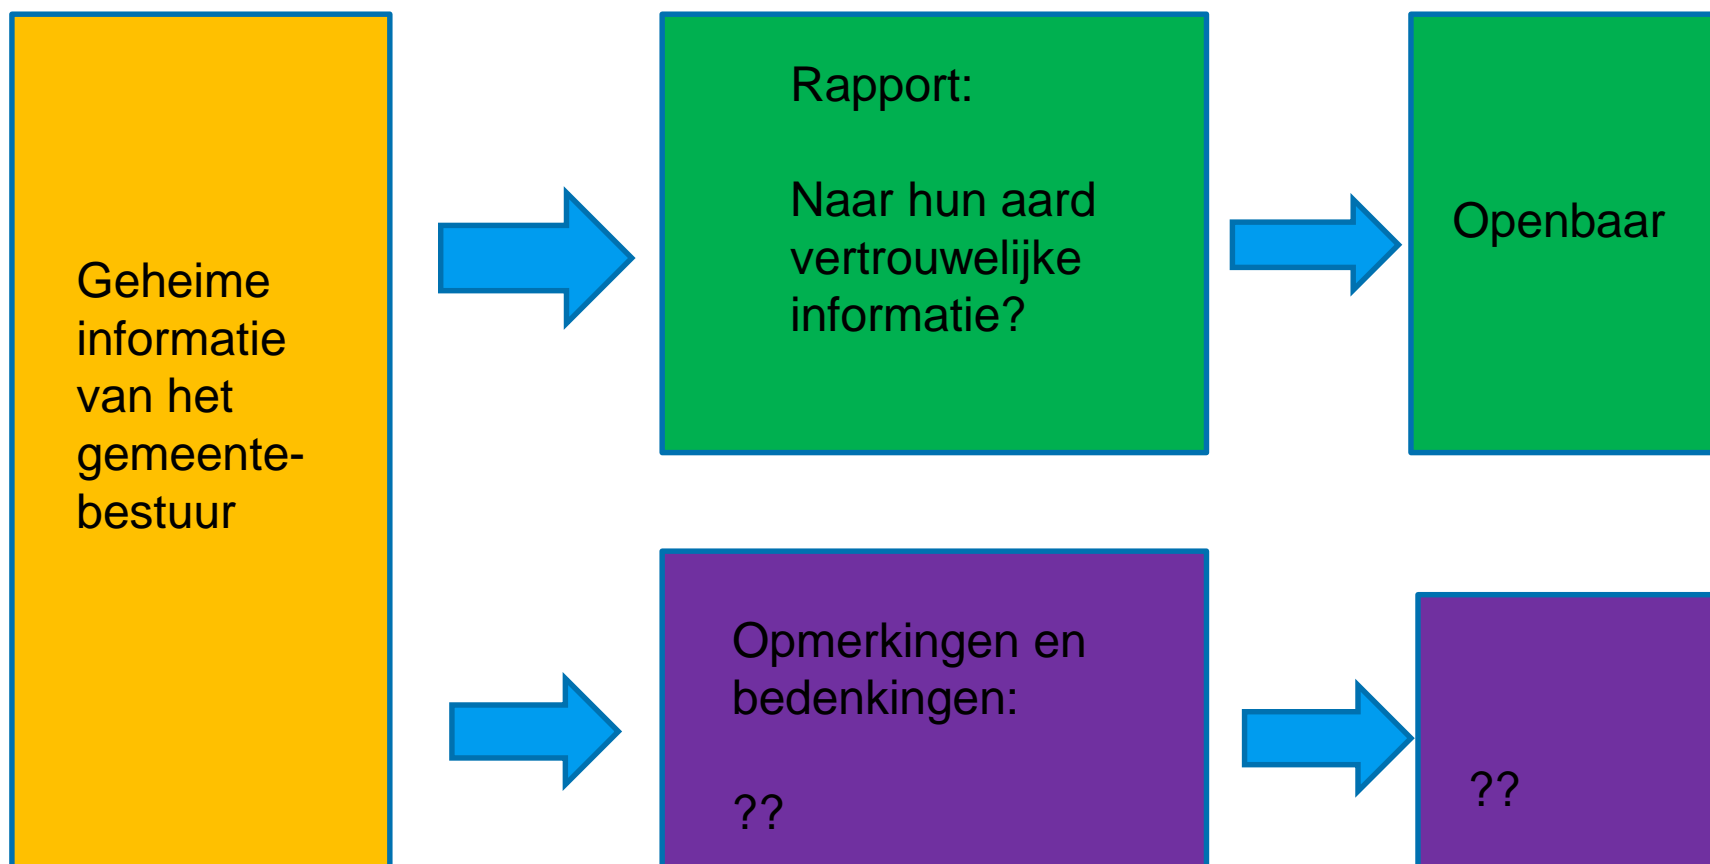 Geheime
informatie
van het
gemeente-
bestuur
Rapport:
Naar hun aard
vertrouwelijke
informatie?
Openbaar
Opmerkingen en
bedenkingen:
??
??